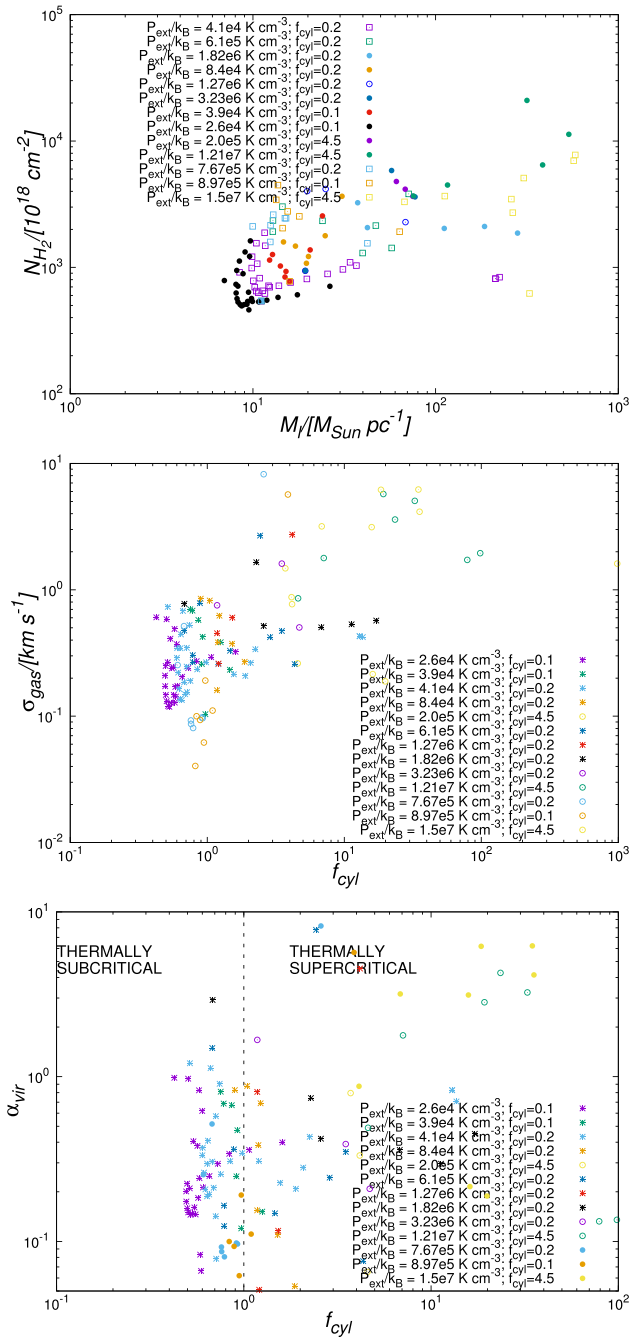 10^5
P_ext/k_B = 4.1e4 K cm^-3; f_cyl=0.2
P_ext/k_B = 6.1e5 K cm^-3; f_cyl=0.2
P_ext/k_B = 1.82e6 K cm^-3; f_cyl=0.2
P_ext/k_B = 8.4e4 K cm^-3; f_cyl=0.2
P_ext/k_B = 1.27e6 K cm^-3; f_cyl=0.2
P_ext/k_B = 3.23e6 K cm^-3; f_cyl=0.2
P_ext/k_B = 3.9e4 K cm^-3; f_cyl=0.1
P_ext/k_B = 2.6e4 K cm^-3; f_cyl=0.1
P_ext/k_B = 2.0e5 K cm^-3; f_cyl=4.5
P_ext/k_B = 1.21e7 K cm^-3; f_cyl=4.5
P_ext/k_B = 7.67e5 K cm^-3; f_cyl=0.2
P_ext/k_B = 8.97e5 K cm^-3; f_cyl=0.1
P_ext/k_B = 1.5e7 K cm^-3; f_cyl=4.5
10^4
N_H2/[10^18 cm^-2]
10^3
10^2
10^0 10^1 10^2 10^3
M_l/[M_Sun pc^-1]
10^1
10^0
σ_gas/[km s^-1]
10^-1
10^-2
P_ext/k_B = 2.6e4 K cm^-3; f_cyl=0.1
P_ext/k_B = 3.9e4 K cm^-3; f_cyl=0.1
P_ext/k_B = 4.1e4 K cm^-3; f_cyl=0.2
P_ext/k_B = 8.4e4 K cm^-3; f_cyl=0.2
P_ext/k_B = 2.0e5 K cm^-3; f_cyl=4.5
P_ext/k_B = 6.1e5 K cm^-3; f_cyl=0.2
P_ext/k_B = 1.27e6 K cm^-3; f_cyl=0.2
P_ext/k_B = 1.82e6 K cm^-3; f_cyl=0.2
P_ext/k_B = 3.23e6 K cm^-3; f_cyl=0.2
P_ext/k_B = 1.21e7 K cm^-3; f_cyl=4.5
P_ext/k_B = 7.67e5 K cm^-3; f_cyl=0.2
P_ext/k_B = 8.97e5 K cm^-3; f_cyl=0.1
P_ext/k_B = 1.5e7 K cm^-3; f_cyl=4.5
10^-1 10^0 10^1 10^2 10^3
f_cyl
10^1
THERMALLY
SUBCRITICAL
THERMALLY
SUPERCRITICAL
10^0
α_vir
10^-1
P_ext/k_B = 2.6e4 K cm^-3; f_cyl=0.1
P_ext/k_B = 3.9e4 K cm^-3; f_cyl=0.1
P_ext/k_B = 4.1e4 K cm^-3; f_cyl=0.2
P_ext/k_B = 8.4e4 K cm^-3; f_cyl=0.2
P_ext/k_B = 2.0e5 K cm^-3; f_cyl=4.5
P_ext/k_B = 6.1e5 K cm^-3; f_cyl=0.2
P_ext/k_B = 1.27e6 K cm^-3; f_cyl=0.2
P_ext/k_B = 1.82e6 K cm^-3; f_cyl=0.2
P_ext/k_B = 3.23e6 K cm^-3; f_cyl=0.2
P_ext/k_B = 1.21e7 K cm^-3; f_cyl=4.5
P_ext/k_B = 7.67e5 K cm^-3; f_cyl=0.2
P_ext/k_B = 8.97e5 K cm^-3; f_cyl=0.1
P_ext/k_B = 1.5e7 K cm^-3; f_cyl=4.5
10^-1 10^0 10^1 10^2
f_cyl